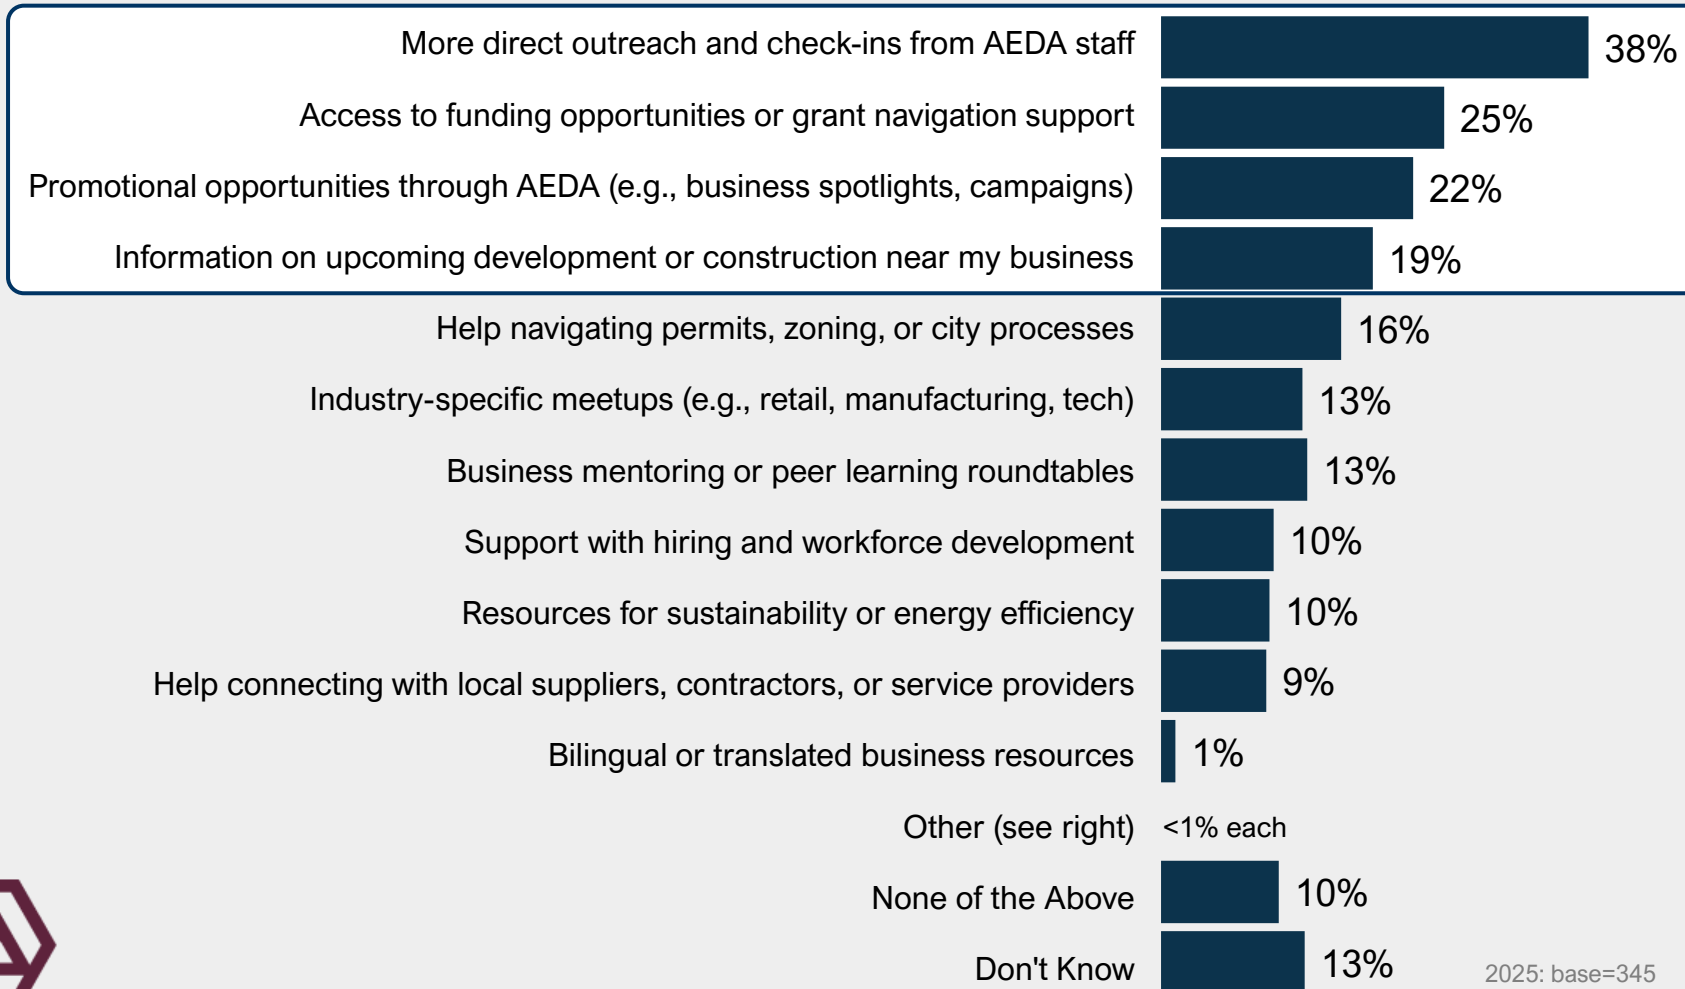 More direct outreach and check-ins from AEDA staff 38%
Access to funding opportunities or grant navigation support 25%
Promotional opportunities through AEDA (e.g., business spotlights, campaigns) 22%
Information on upcoming development or construction near my business 19%
Help navigating permits, zoning, or city processes 16%
Industry-specific meetups (e.g., retail, manufacturing, tech) 13%
Business mentoring or peer learning roundtables 13%
Support with hiring and workforce development 10%
Resources for sustainability or energy efficiency 10%
Help connecting with local suppliers, contractors, or service providers 9%
Bilingual or translated business resources 1%
Other (see right) <1% each
None of the Above 10%
Don't Know 13%
2025: base=345